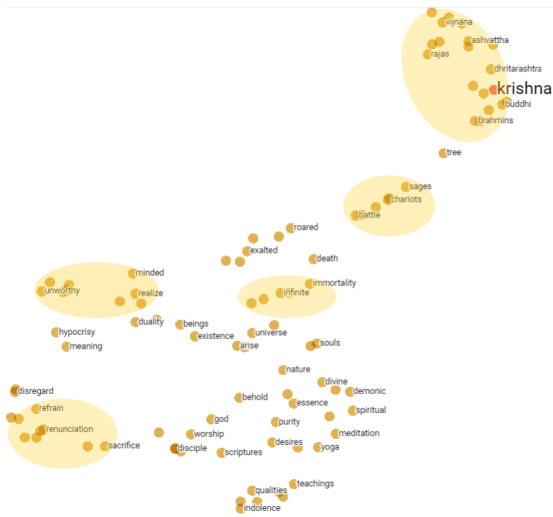 vijnana
ashvattha
rajas
dhritarashtra
krishna
buddhi
brahmins
tree
sages
chariots
battle
roared
exalted
death
minded
immortality
unworthy
realize
infinite
duality
beings
hypocrisy
existence
universe
meaning
arise
souls
nature
divine
disregard
demonic
behold
essence
refrain
spiritual
god
purity
renunciation
worship
meditation
sacrifice
disciple
scriptures
desires
yoga
teachings
qualities
indolence